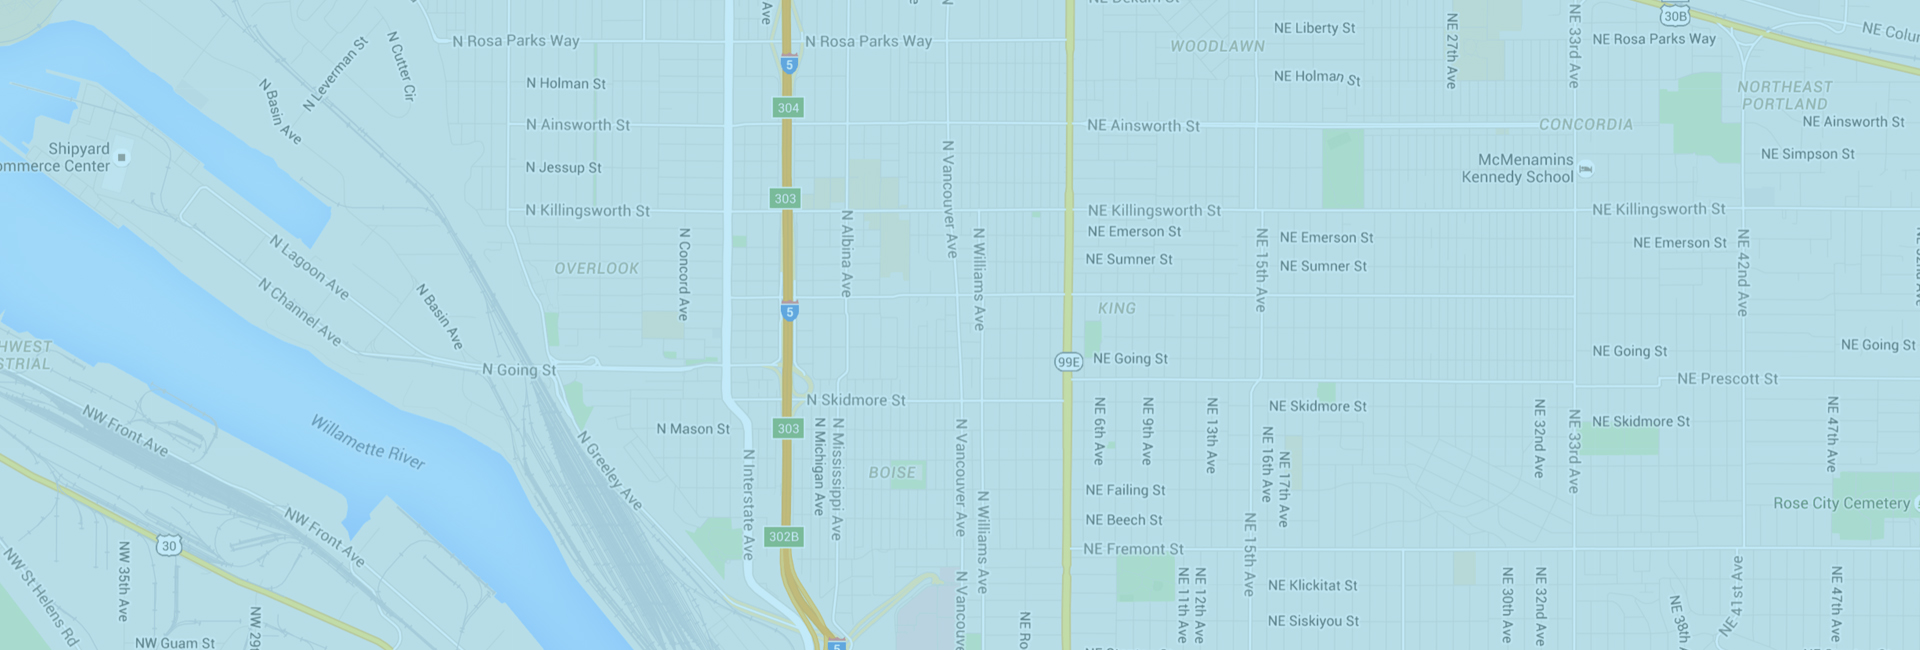 N Rosa Parks Way
N Rosa Parks Way
5
N Leverman St
N Cutter Cir
N Basin Ave
N Holman St
304
N Ainsworth St
Shipyard
Commerce Center
N Jessup St
303
N Killingsworth St
N Lagoon Ave
N Channel Ave
N Basin Ave
OVERLOOK
N Concord Ave
N Albina Ave
N Vancouver Ave
N Williams Ave
5
N Going St
N Skidmore St
N Mason St
303
N Michigan Ave
N Mississippi Ave
BOISE
N Vancouver Ave
N Williams Ave
N Interstate Ave
N Greeley Ave
302B
NW Front Ave
Willamette River
NW Front Ave
30
NW St Helens Rd
NW 35th Ave
NW Guam St
5
WOODLAWN
NE Liberty St
NE Holman St
NE 27th Ave
NE 33rd Ave
30B
NE Rosa Parks Way
NORTHEAST
PORTLAND
NE Ainsworth St
CONCORDIA
NE Ainsworth St
McMenamins
Kennedy School
NE Simpson St
NE Killingsworth St
NE Killingsworth St
NE Emerson St
NE Emerson St
NE Emerson St
NE Sumner St
NE Sumner St
NE 15th Ave
NE 42nd Ave
KING
99E
NE Going St
NE Going St
NE Going St
NE Prescott St
NE Skidmore St
NE Skidmore St
NE 6th Ave
NE 9th Ave
NE 13th Ave
NE 16th Ave
NE 17th Ave
NE 32nd Ave
NE 33rd Ave
NE 47th Ave
NE Failing St
NE Beech St
Rose City Cemetery
NE Fremont St
NE 15th Ave
NE Klickitat St
NE Siskiyou St
NE 11th Ave
NE 12th Ave
NE 30th Ave
NE 32nd Ave
NE 38th
NE 41st Ave
NE 47th Ave